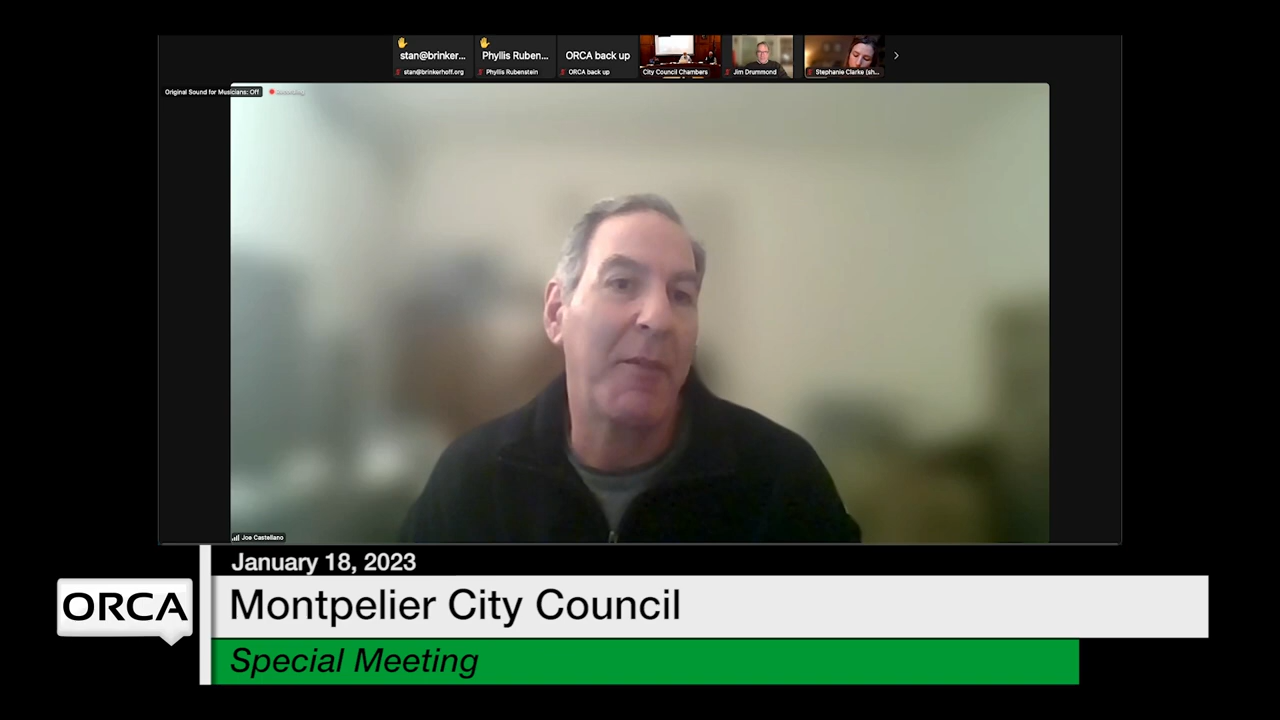 stan@brinker...
Phyllis Ruben...
ORCA back up
stan@brinkerhoff.org
Phyllis Rubenstein
ORCA back up
City Council Chambers
Jim Drummond
Stephanie Clarke (sh...
Original Sound for Musicians: Off
Joe Castellano
January 18, 2023
ORCA
Montpelier City Council
Special Meeting